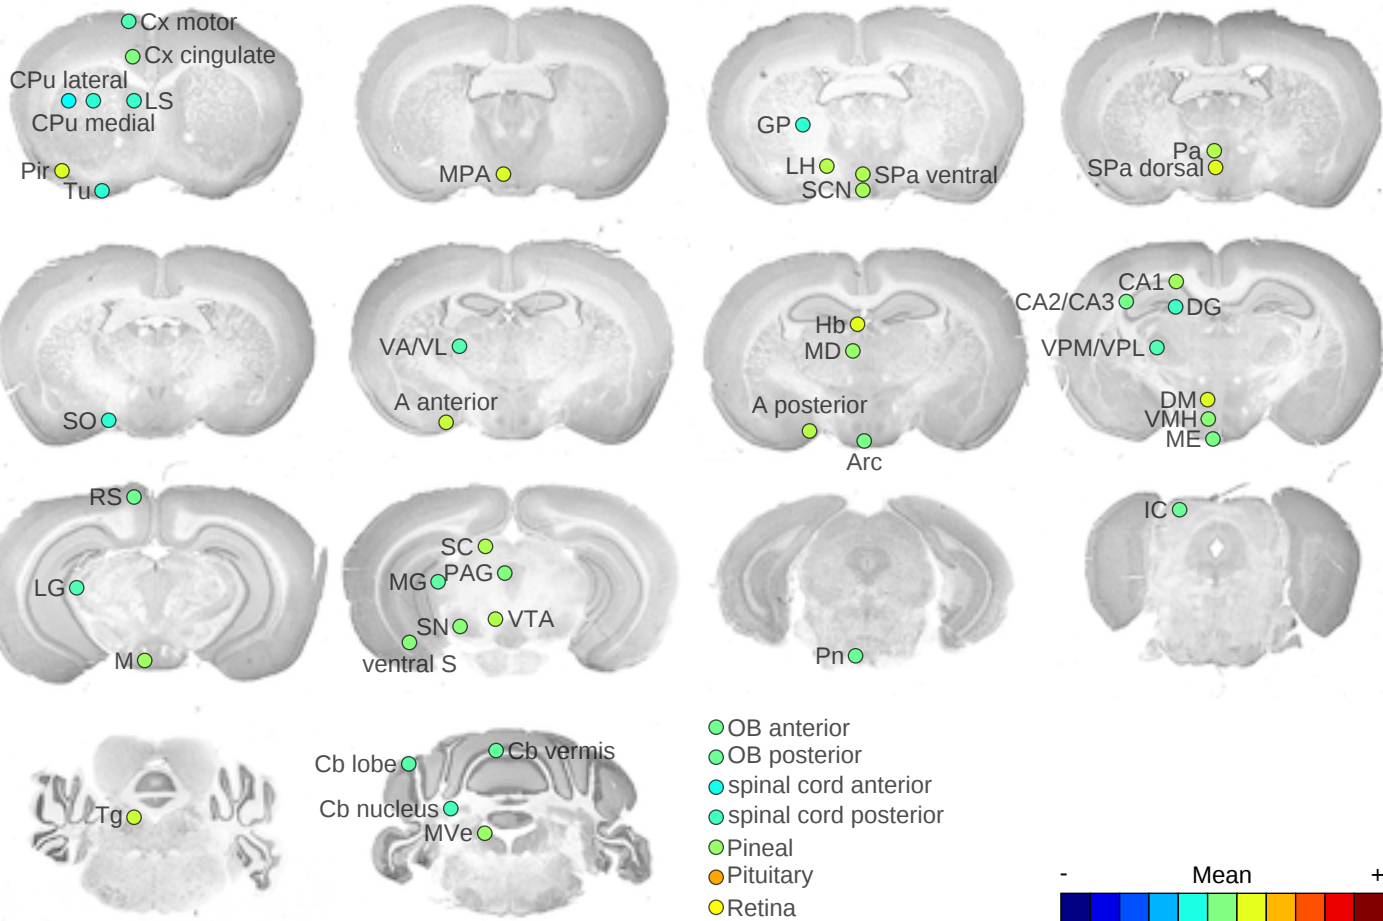 Cx motor
Cx cingulate
CPu lateral
LS
CPu medial
Pir
Tu
MPA
GP
LH
SPa ventral
SCN
Pa
SPa dorsal
SO
VA/VL
A anterior
Hb
MD
A posterior
Arc
CA1
CA2/CA3
DG
VPM/VPL
DM
VMH
ME
RS
LG
M
SC
PAG
MG
VTA
SN
ventral S
Pn
IC
Tg
Cb vermis
Cb lobe
Cb nucleus
MVe
OB anterior
OB posterior
spinal cord anterior
spinal cord posterior
Pineal
Pituitary
Retina
- Mean +